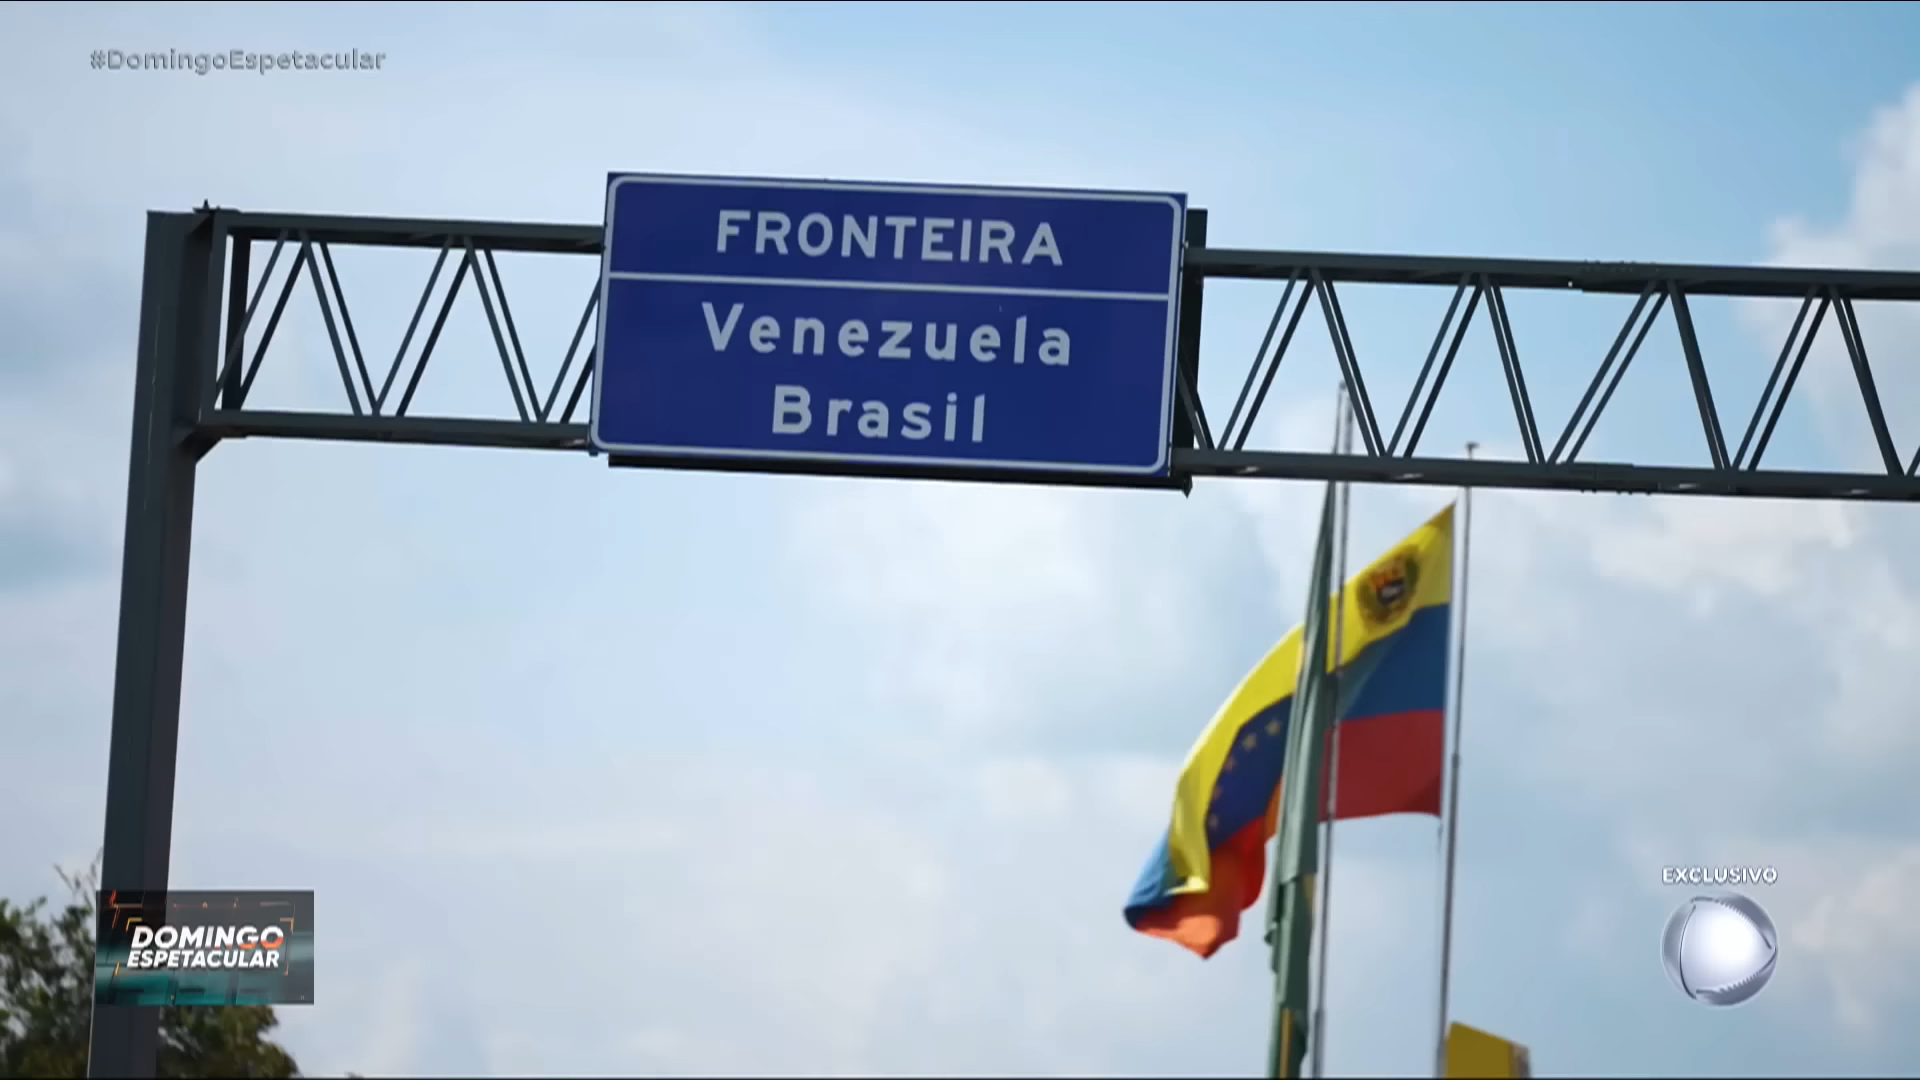 #DomingoEspetacular
FRONTEIRA
Venezuela
Brasil
EXCLUSIVO
DOMINGO
ESPETACULAR